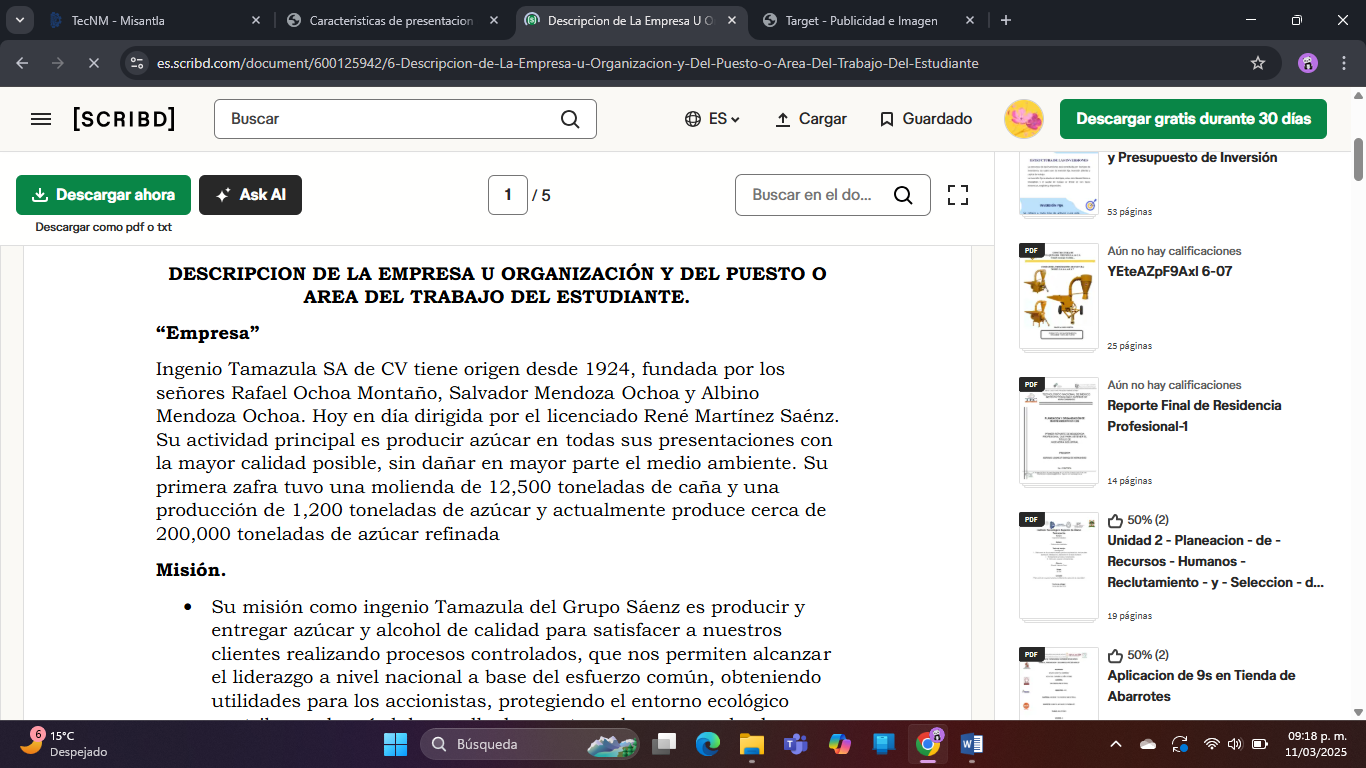 TecNM - Misantla
Caracteristicas de presentacion
Descripcion de La Empresa U O
Target - Publicidad e Imagen
es.scribd.com/document/600125942/6-Descripcion-de-La-Empresa-u-Organizacion-y-Del-Puesto-o-Area-Del-Trabajo-Del-Estudiante
[SCRIBD]
Buscar
ES
Cargar
Guardado
Descargar gratis durante 30 días
Descargar ahora
Ask AI
1 / 5
Buscar en el do...
Descargar como pdf o txt
DESCRIPCION DE LA EMPRESA U ORGANIZACIÓN Y DEL PUESTO O
AREA DEL TRABAJO DEL ESTUDIANTE.
“Empresa”
Ingenio Tamazula SA de CV tiene origen desde 1924, fundada por los
señores Rafael Ochoa Montaño, Salvador Mendoza Ochoa y Albino
Mendoza Ochoa. Hoy en día dirigida por el licenciado René Martínez Saénz.
Su actividad principal es producir azúcar en todas sus presentaciones con
la mayor calidad posible, sin dañar en mayor parte el medio ambiente. Su
primera zafra tuvo una molienda de 12,500 toneladas de caña y una
producción de 1,200 toneladas de azúcar y actualmente produce cerca de
200,000 toneladas de azúcar refinada
Misión.
• Su misión como ingenio Tamazula del Grupo Sáenz es producir y
entregar azúcar y alcohol de calidad para satisfacer a nuestros
clientes realizando procesos controlados, que nos permiten alcanzar
el liderazgo a nivel nacional a base del esfuerzo común, obteniendo
utilidades para los accionistas, protegiendo el entorno ecológico
y Presupuesto de Inversión
53 páginas
PDF
Aún no hay calificaciones
YEteAZpF9Axl 6-07
25 páginas
PDF
Aún no hay calificaciones
Reporte Final de Residencia
Profesional-1
14 páginas
PDF
50% (2)
Unidad 2 - Planeacion - de -
Recursos - Humanos -
Reclutamiento - y - Seleccion - d...
19 páginas
PDF
50% (2)
Aplicacion de 9s en Tienda de
Abarrotes
6
15°C
Despejado
Búsqueda
09:18 p. m.
11/03/2025